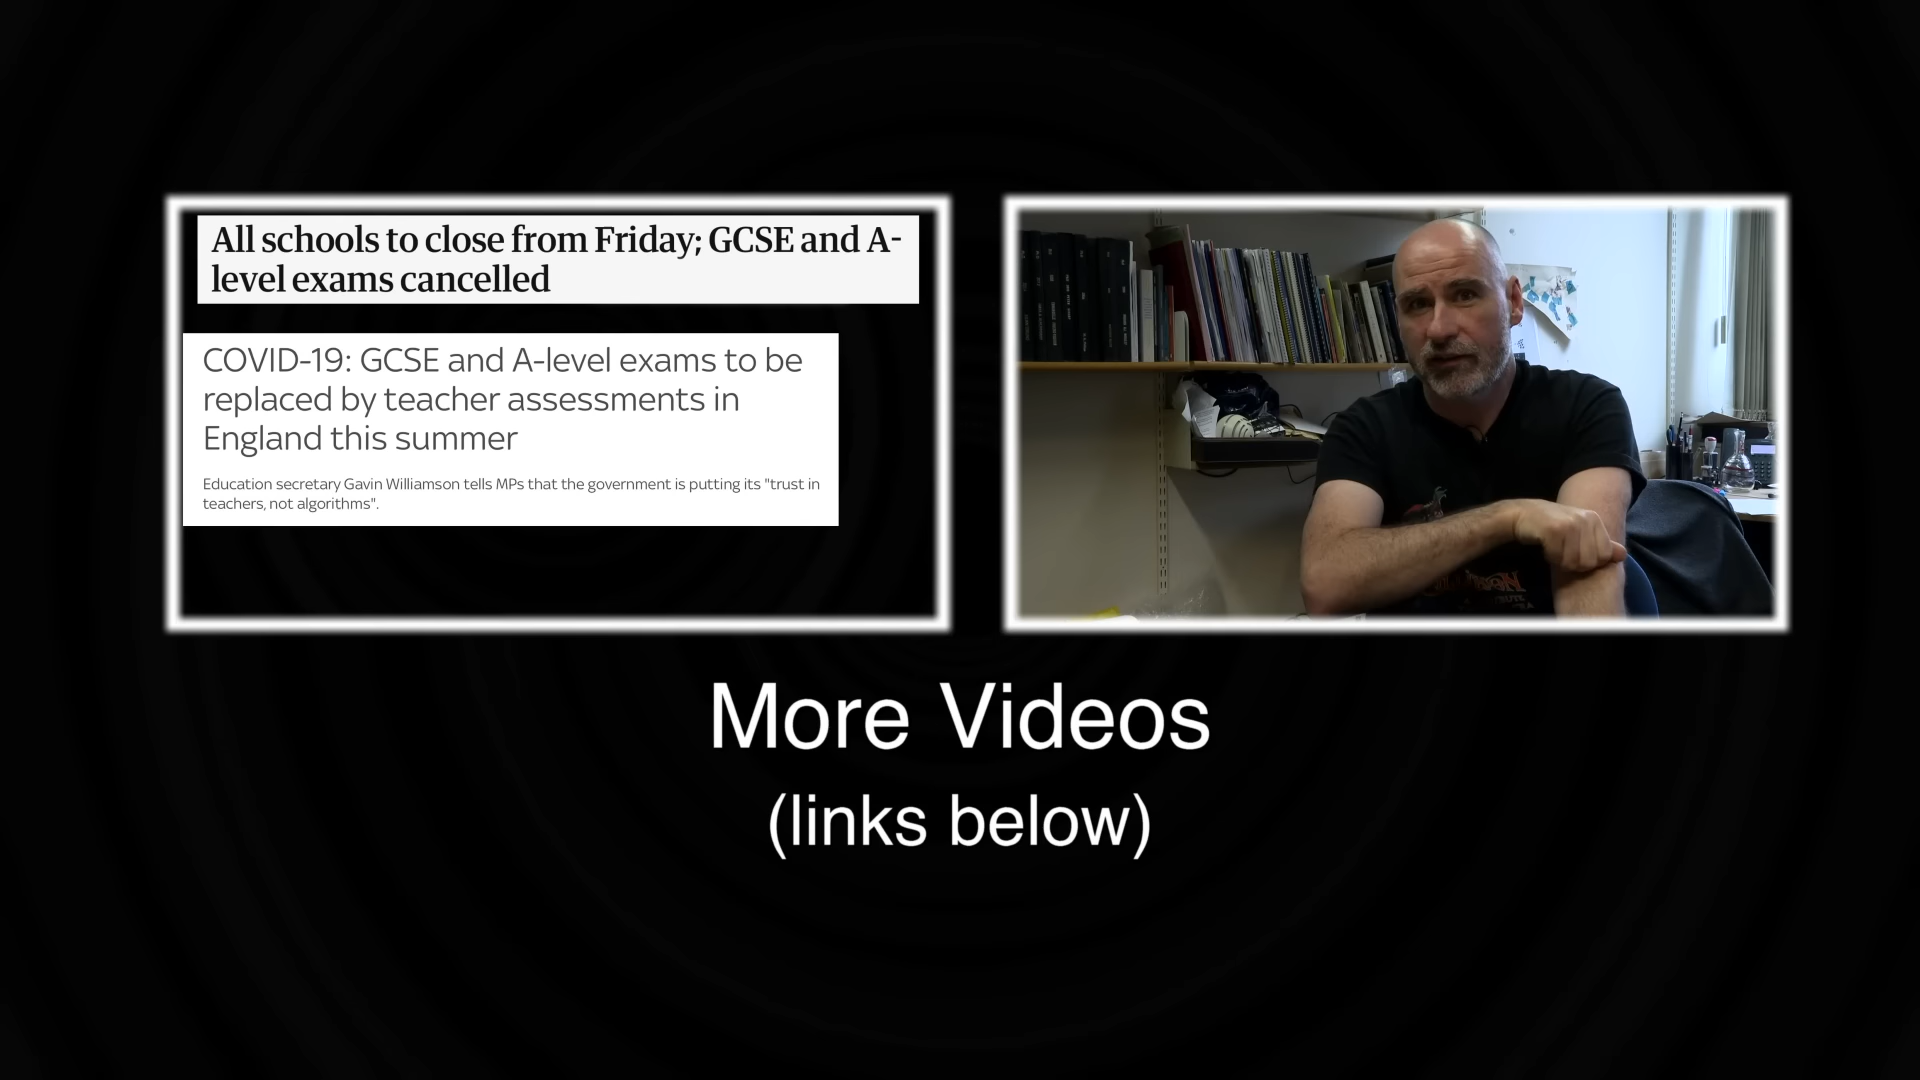 All schools to close from Friday; GCSE and A-
level exams cancelled
COVID-19: GCSE and A-level exams to be
replaced by teacher assessments in
England this summer
Education secretary Gavin Williamson tells MPs that the government is putting its "trust in
teachers, not algorithms".
More Videos
(links below)